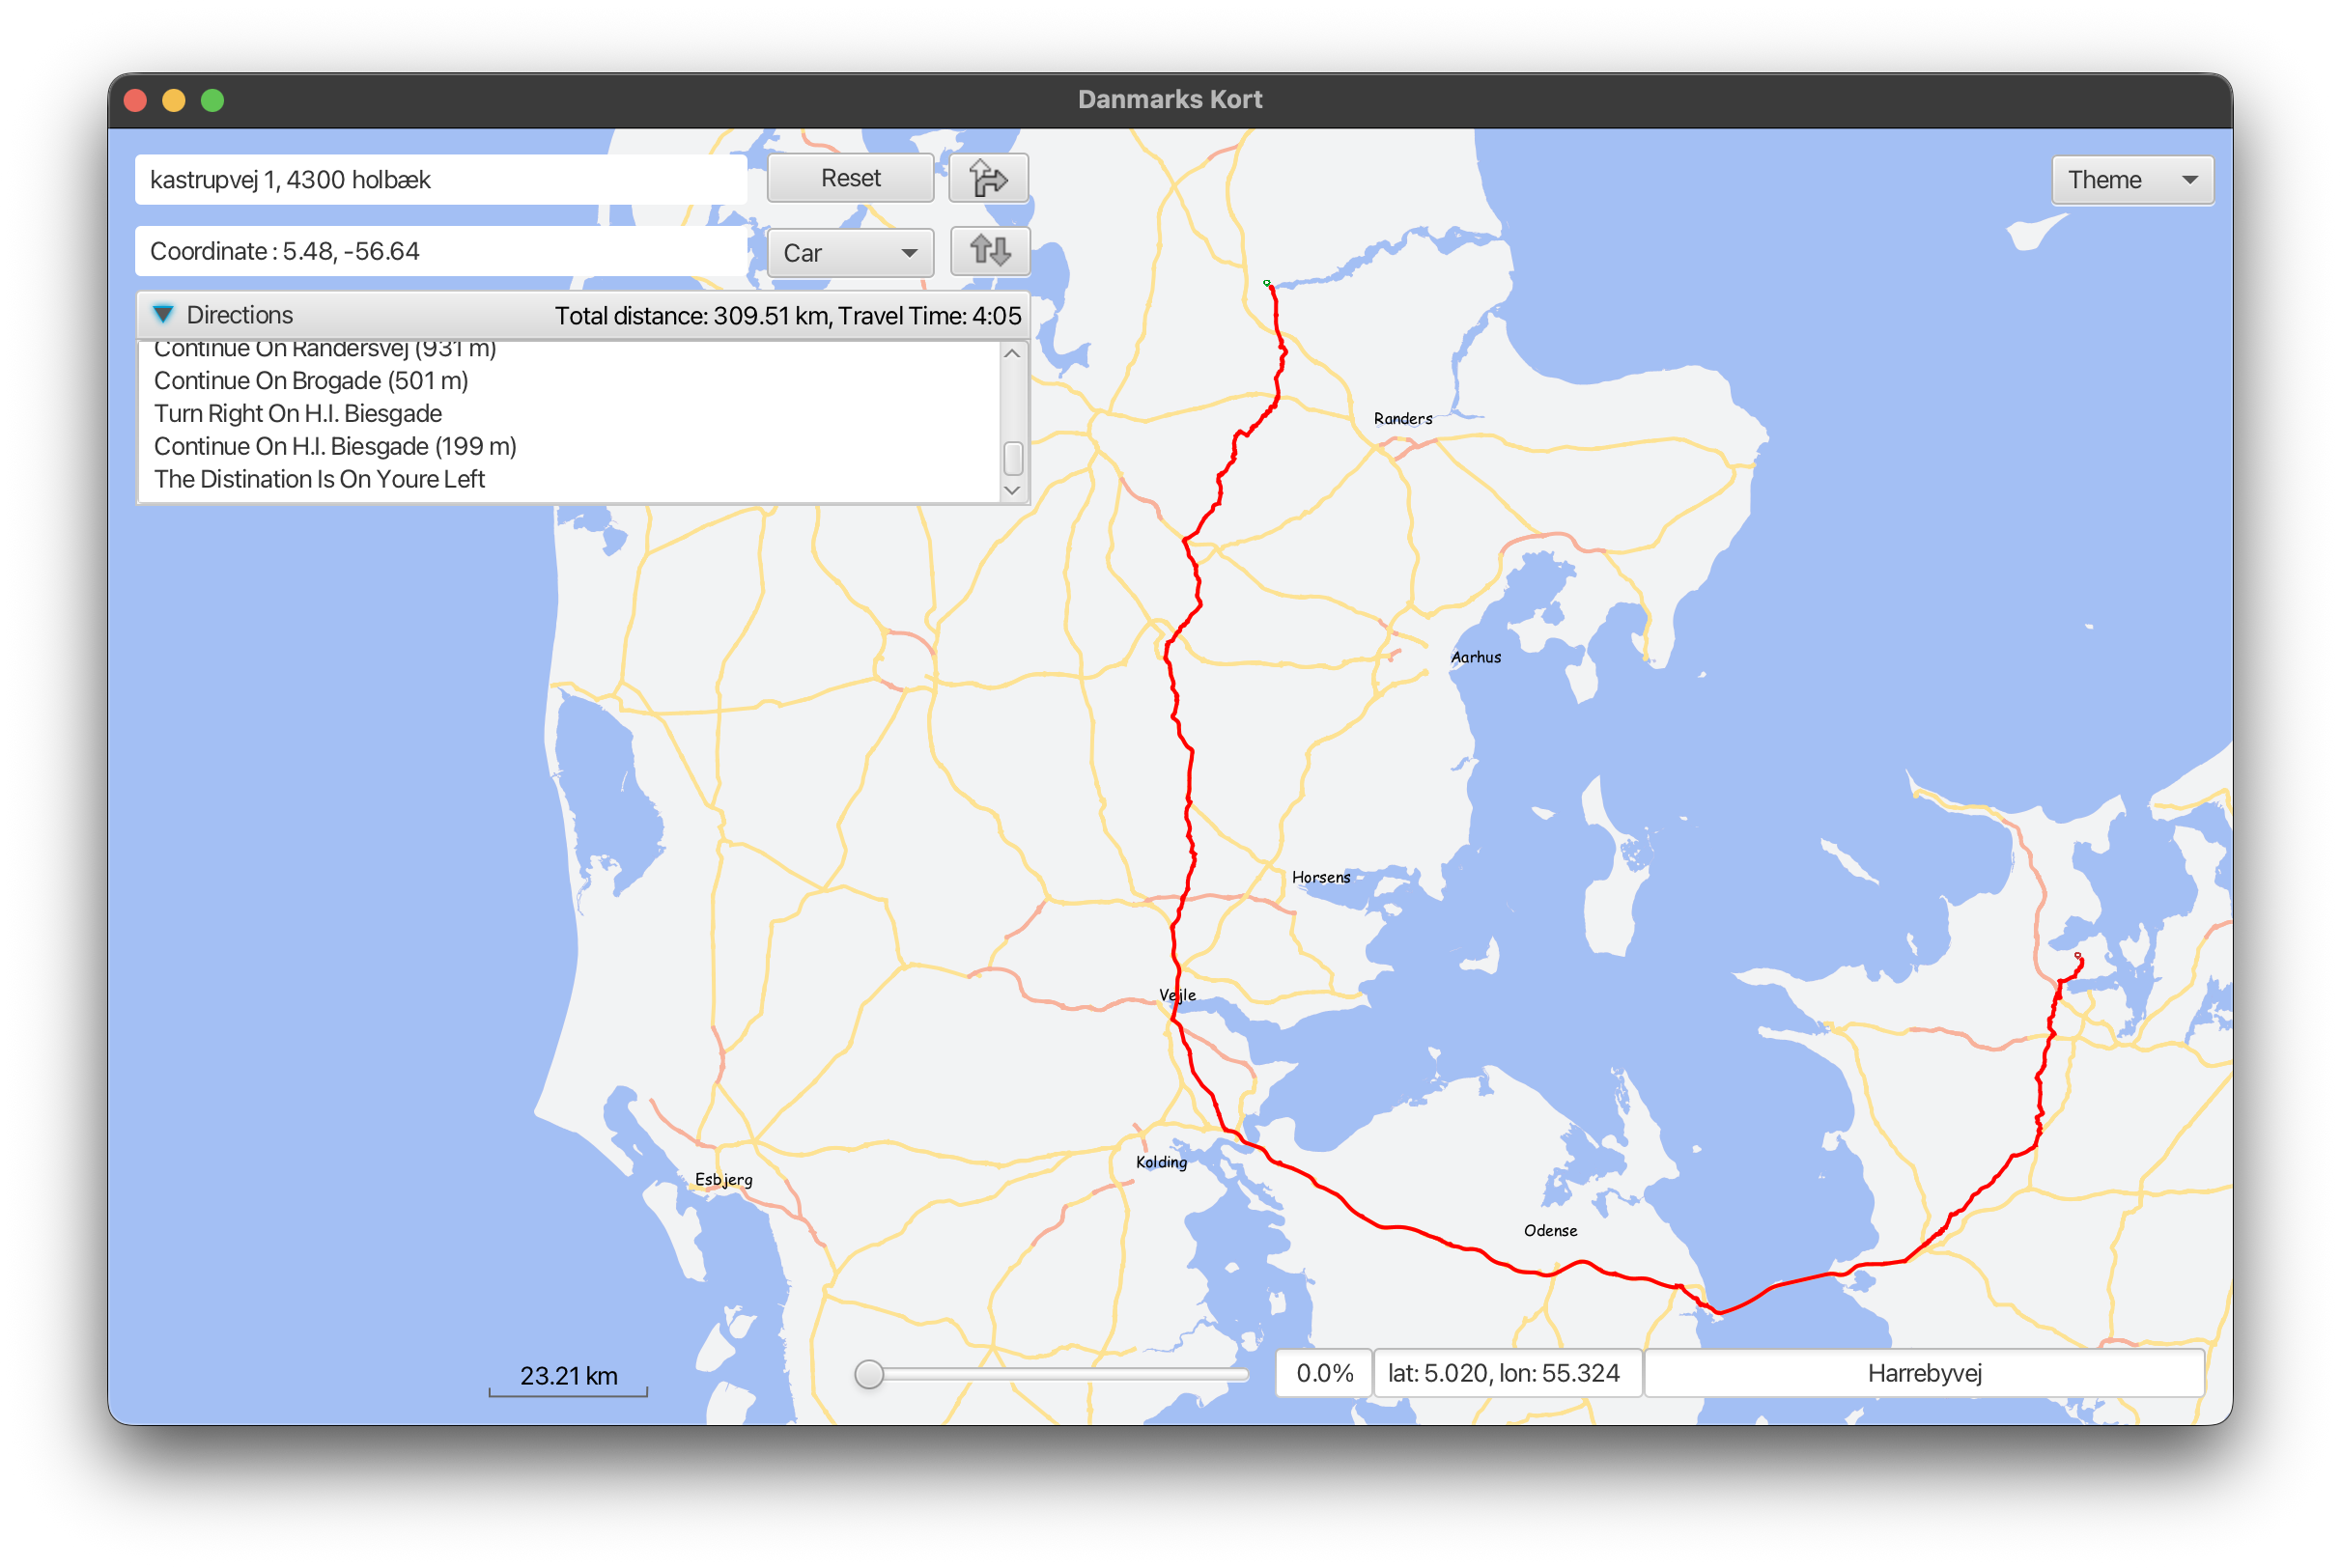 Danmarks Kort
kastrupvej 1, 4300 holbæk
Reset
Theme
Coordinate : 5.48, -56.64
Car
Directions
Total distance: 309.51 km, Travel Time: 4:05
Continue On Randersvej (931 m)
Continue On Brogade (501 m)
Turn Right On H.I. Biesgade
Continue On H.I. Biesgade (199 m)
The Distination Is On Youre Left
Randers
Aarhus
Horsens
Vejle
Kolding
Esbjerg
Odense
23.21 km
0.0%
lat: 5.020, lon: 55.324
Harrebyvej